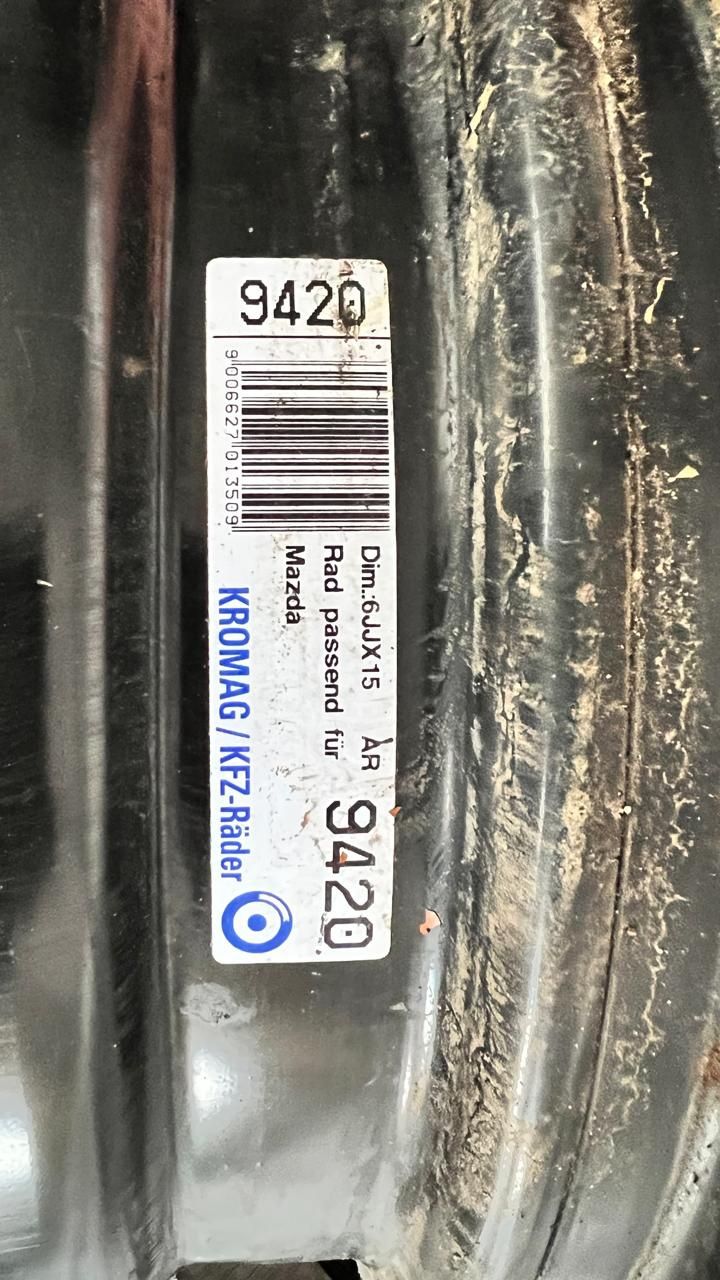 9420
9 006627 013509
Dim.:6JJX15 AR 9420
Rad passend für
Mazda
KROMAG / KFZ-Räder